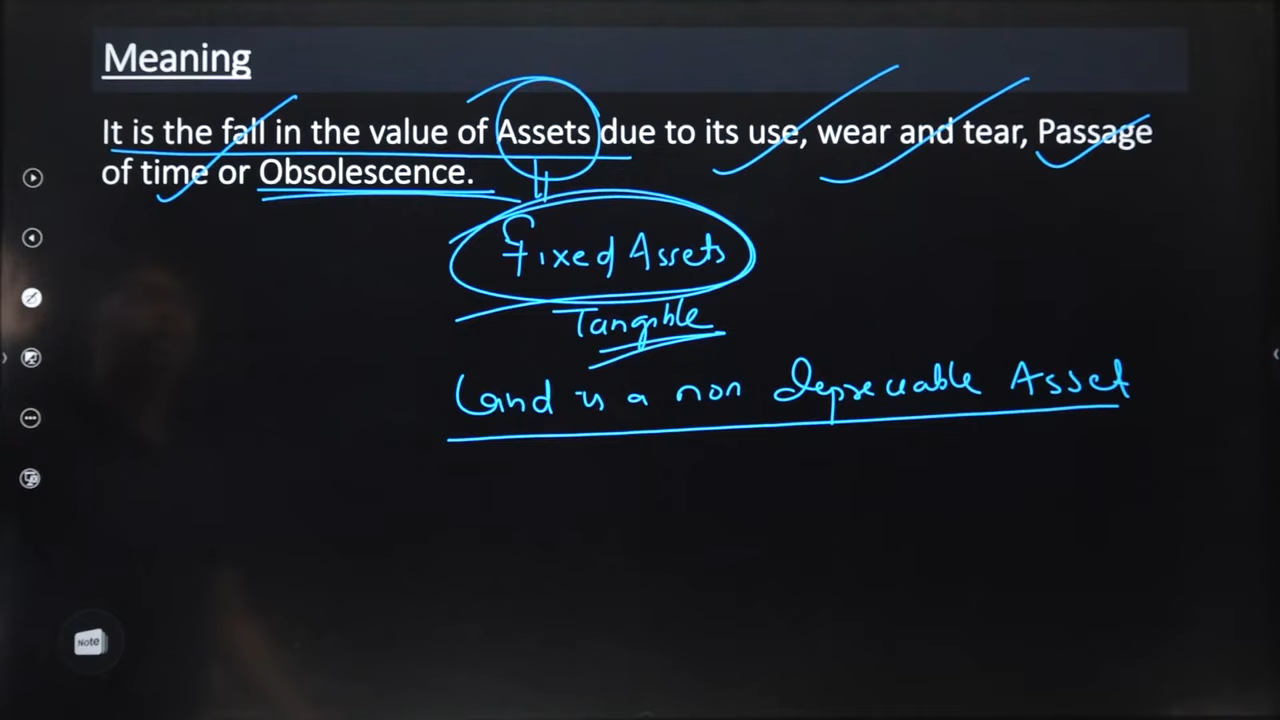 Meaning
It is the fall in the value of Assets due to its use, wear and tear, Passage
of time or Obsolescence.
Fixed Assets
Tangible
Land is a non depreciable Asset
Note